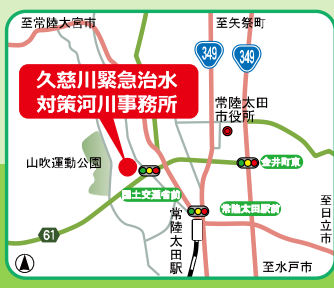 至常陸大宮市
至矢祭町
349
349
久慈川緊急治水
対策河川事務所
常陸太田
市役所
山吹運動公園
金井町東
国土交通省前
常陸太田駅前
常陸太田駅
至日立市
61
至水戸市